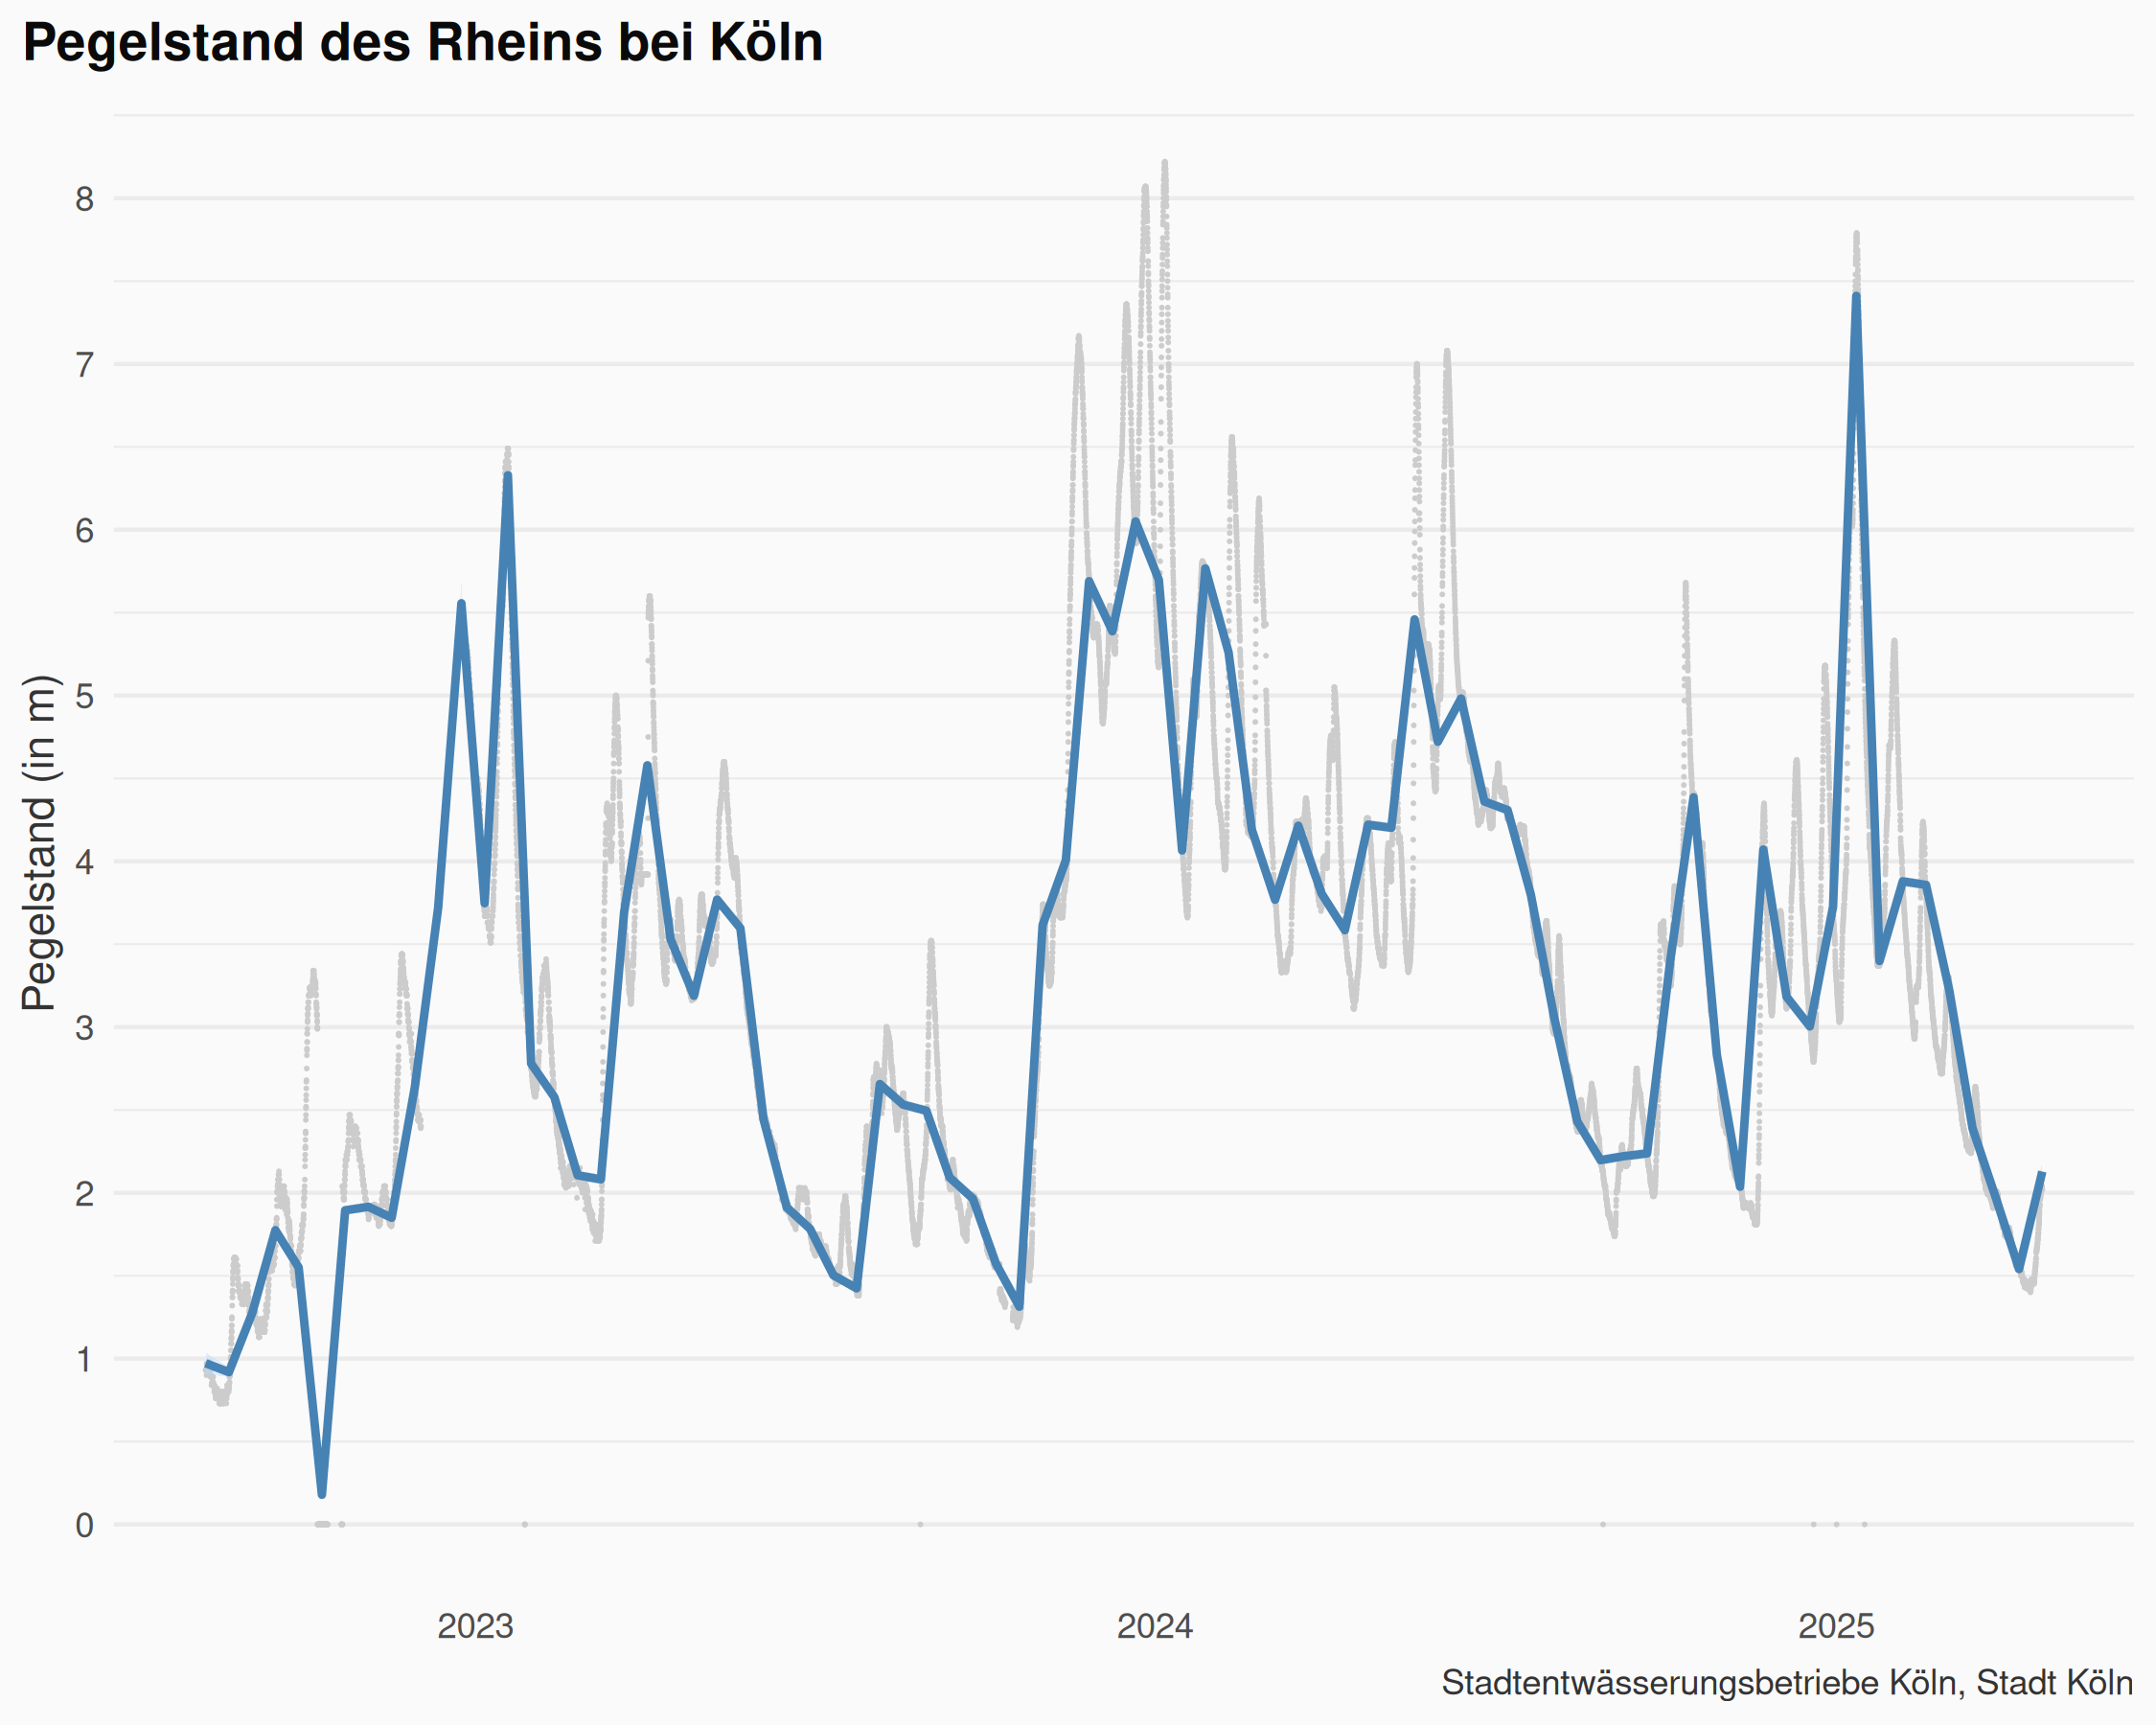 Pegelstand des Rheins bei Köln
Pegelstand (in m)
8
7
6
5
4
3
2
1
0
2023 2024 2025
Stadtentwässerungsbetriebe Köln, Stadt Köln